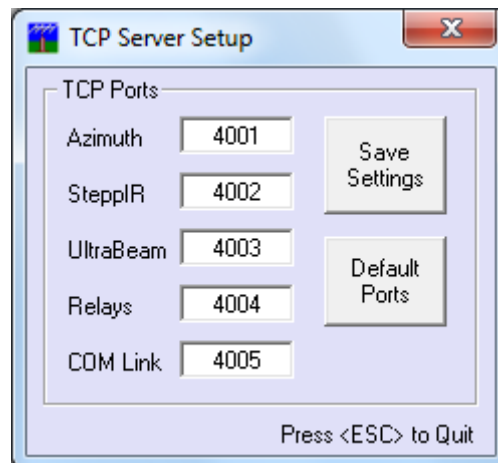 TCP Server Setup
TCP Ports
Azimuth 4001
SteppIR 4002
UltraBeam 4003
Relays 4004
COM Link 4005
Save
Settings
Default
Ports
Press <ESC> to Quit